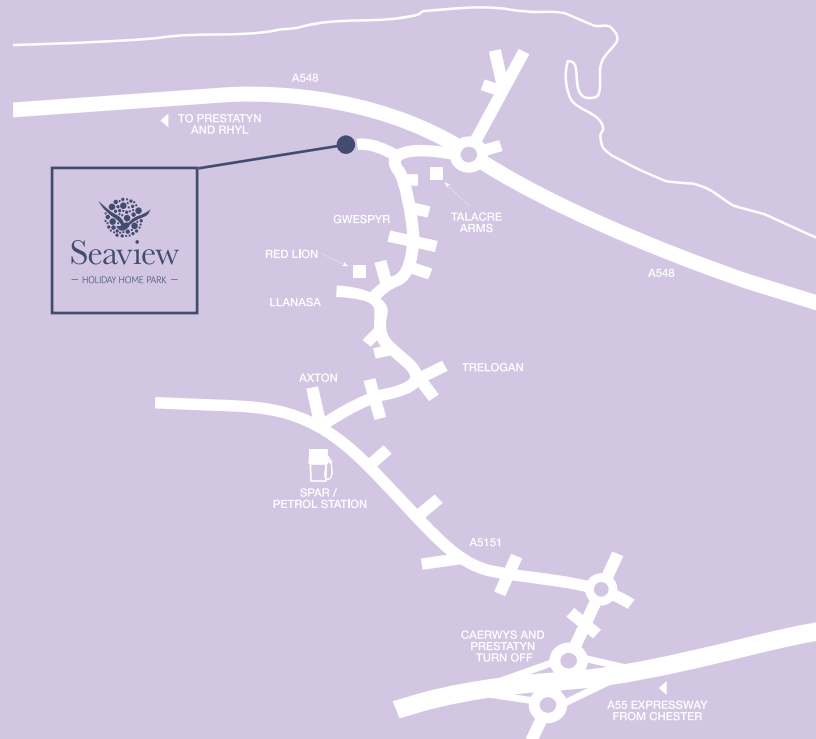 A548
TO PRESTATYN
AND RHYL
Seaview
HOLIDAY HOME PARK
GWESPYR
TALACRE
ARMS
RED LION
A548
LLANASA
TRELOGAN
AXTON
SPAR /
PETROL STATION
A5151
CAERWYS AND
PRESTATYN
TURN OFF
A55 EXPRESSWAY
FROM CHESTER